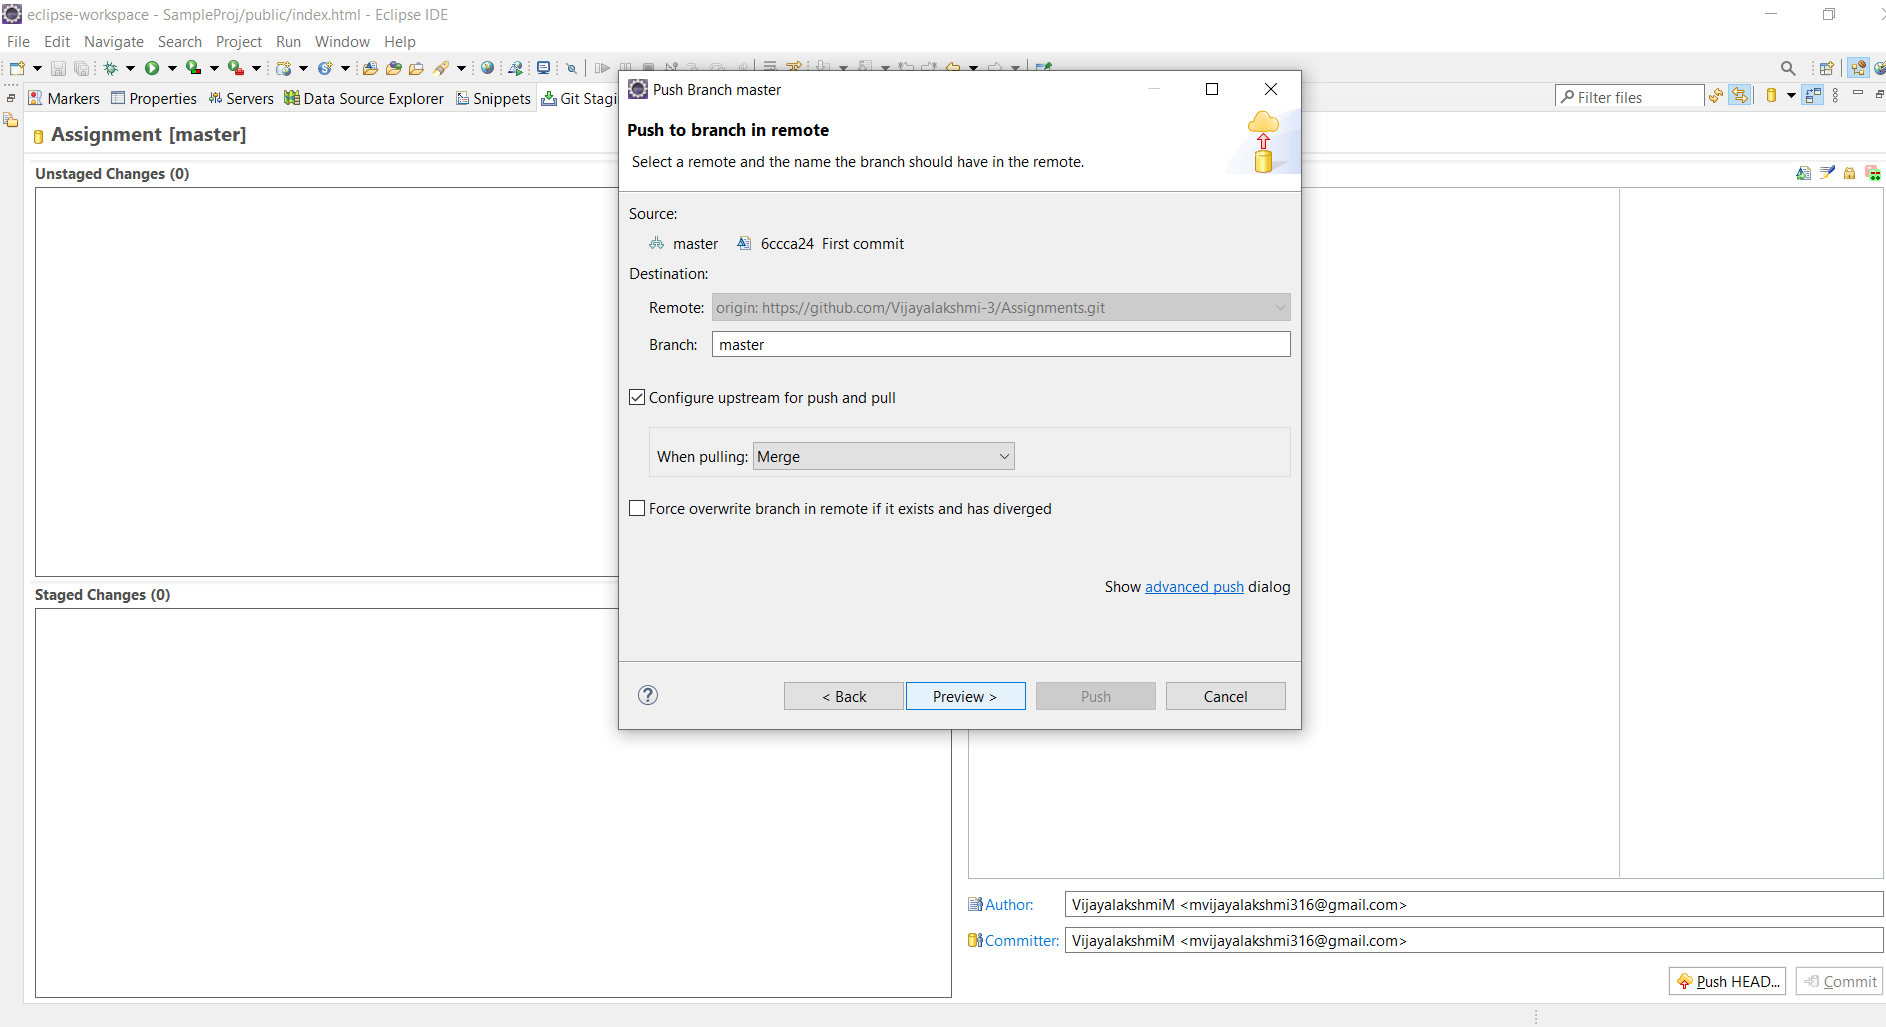 eclipse-workspace - SampleProj/public/index.html - Eclipse IDE
File Edit Navigate Search Project Run Window Help
Markers Properties Servers Data Source Explorer Snippets Git Stagi
Filter files
Assignment [master]
Unstaged Changes (0)
Staged Changes (0)
Push Branch master
Push to branch in remote
Select a remote and the name the branch should have in the remote.
Source:
master 6ccca24 First commit
Destination:
Remote: origin: https://github.com/Vijayalakshmi-3/Assignments.git
Branch: master
Configure upstream for push and pull
When pulling: Merge
Force overwrite branch in remote if it exists and has diverged
Show advanced push dialog
? < Back Preview > Push Cancel
Author: VijayalakshmiM <mvijayalakshmi316@gmail.com>
Committer: VijayalakshmiM <mvijayalakshmi316@gmail.com>
Push HEAD... Commit